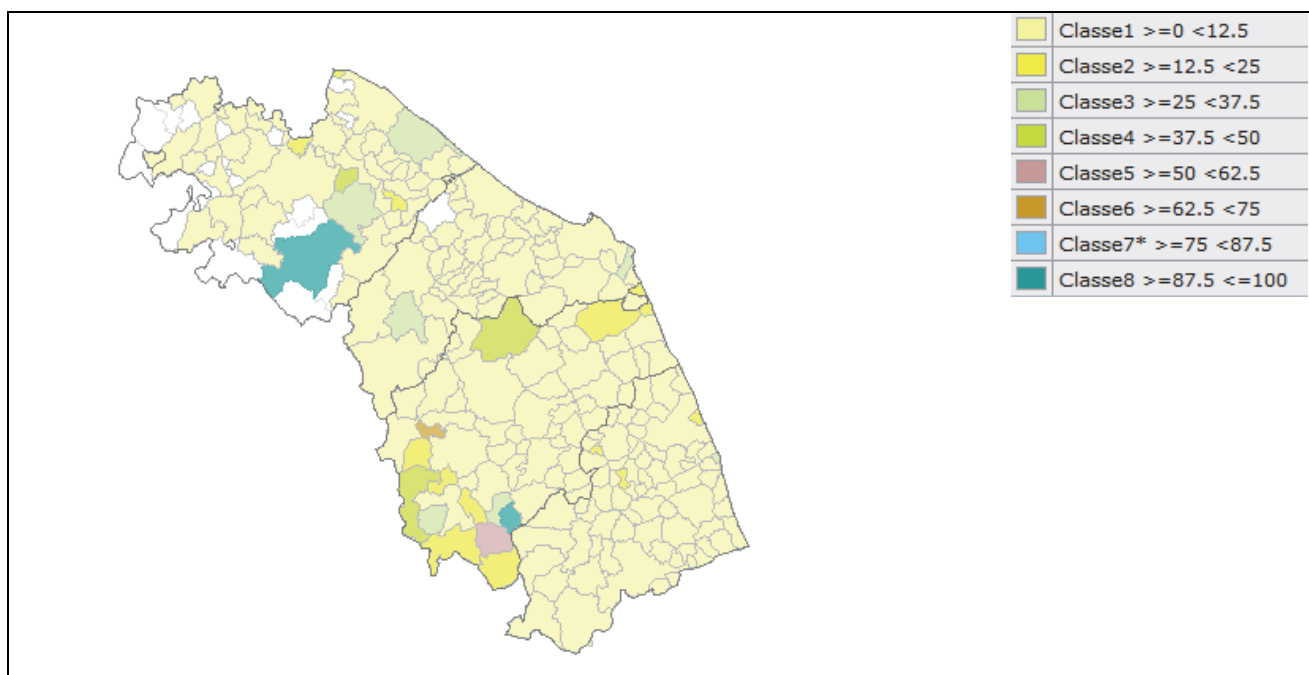 Classe1 >=0 <12.5
Classe2 >=12.5 <25
Classe3 >=25 <37.5
Classe4 >=37.5 <50
Classe5 >=50 <62.5
Classe6 >=62.5 <75
Classe7* >=75 <87.5
Classe8 >=87.5 <=100